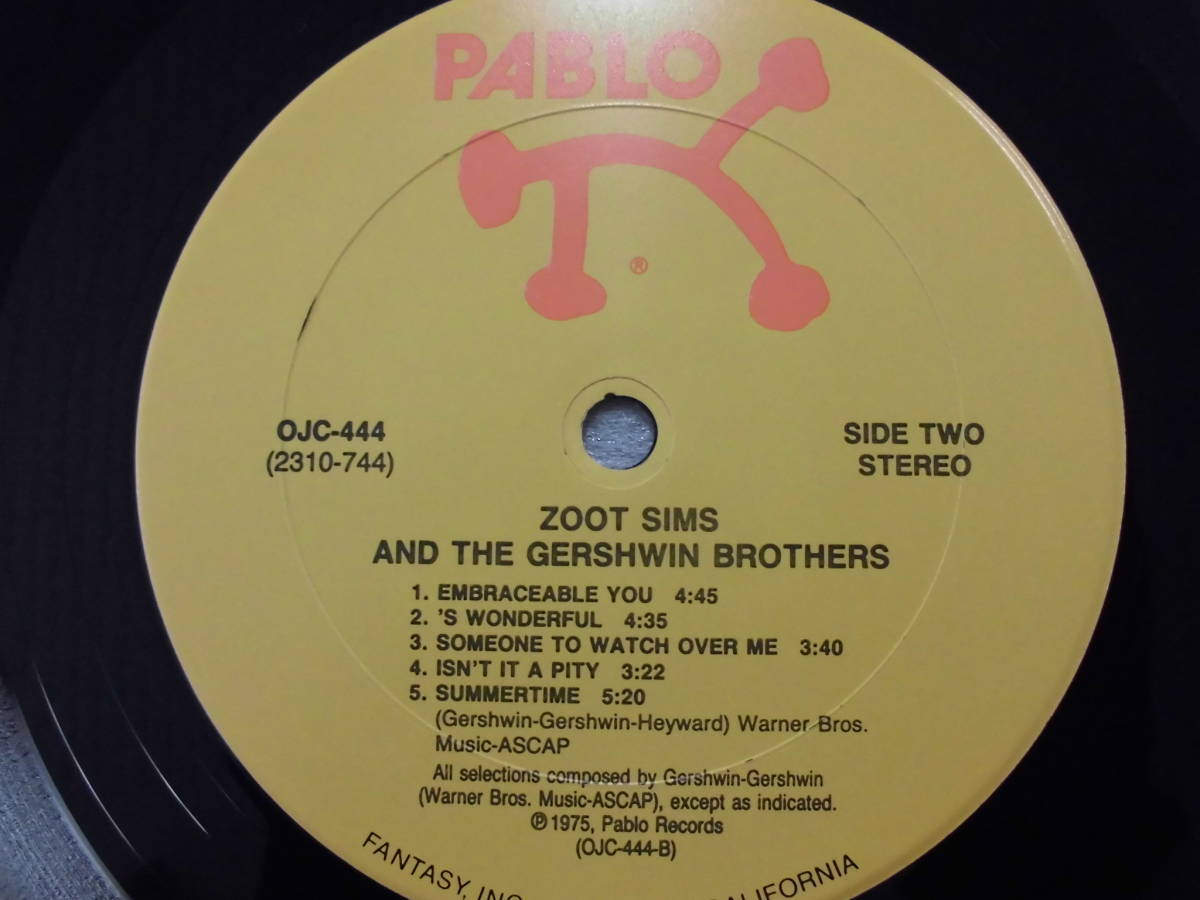 PABLO
®
OJC-444
(2310-744)
SIDE TWO
STEREO
ZOOT SIMS
AND THE GERSHWIN BROTHERS
1. EMBRACEABLE YOU 4:45
2. 'S WONDERFUL 4:35
3. SOMEONE TO WATCH OVER ME 3:40
4. ISN'T IT A PITY 3:22
5. SUMMERTIME 5:20
(Gershwin-Gershwin-Heyward) Warner Bros.
Music-ASCAP
All selections composed by Gershwin-Gershwin
(Warner Bros. Music-ASCAP), except as indicated.
℗ 1975, Pablo Records
(OJC-444-B)
FANTASY, INC CALIFORNIA